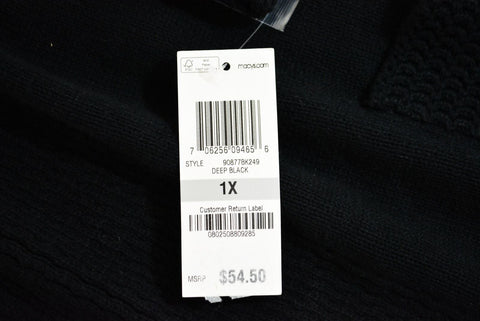 macys.com
7 06256 09465 6
STYLE 908778K249
DEEP BLACK
1X
Customer Return Label
0802508809285
MSRP $54.50